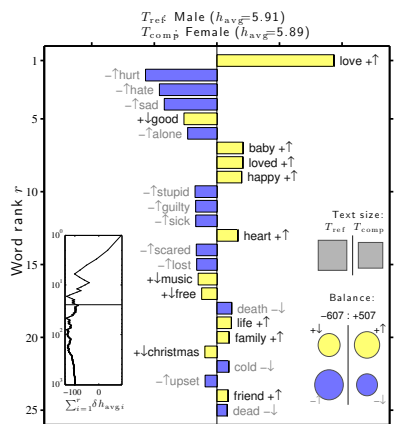 T_ref: Male (h_avg=5.91)
T_comp: Female (h_avg=5.89)
Word rank r
1
5
10
15
20
25
love +↑
−↑hurt
−↑hate
−↑sad
+↓good
−↑alone
baby +↑
loved +↑
happy +↑
−↑stupid
−↑guilty
−↑sick
heart +↑
−↑scared
−↑lost
+↓music
+↓free
death −↓
life +↑
family +↑
+↓christmas
cold −↓
−↑upset
friend +↑
dead −↓
Text size:
T_ref T_comp
Balance:
−607 : +507
+↓ +↑
−↑ −↓
10^0
10^1
10^2
10^3
−100 0
∑_{i=1}^{r} δh_{avg,i}